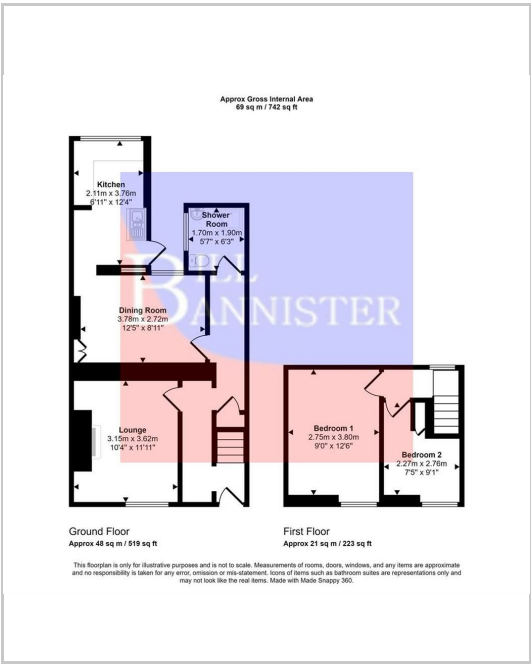 Approx Gross Internal Area
69 sq m / 742 sq ft
Kitchen
2.11m x 3.76m
6'11" x 12'4"
Shower
Room
1.70m x 1.90m
5'7" x 6'3"
BILL
BANNISTER
Dining Room
3.78m x 2.72m
12'5" x 8'11"
Lounge
3.15m x 3.62m
10'4" x 11'11"
Bedroom 1
2.75m x 3.80m
9'0" x 12'6"
Bedroom 2
2.27m x 2.76m
7'5" x 9'1"
Ground Floor
Approx 48 sq m / 519 sq ft
First Floor
Approx 21 sq m / 223 sq ft
This floorplan is only for illustrative purposes and is not to scale. Measurements of rooms, doors, windows, and any items are approximate
and no responsibility is taken for any error, omission or mis-statement. Icons of items such as bathroom suites are representations only and
may not look like the real items. Made with Made Snappy 360.